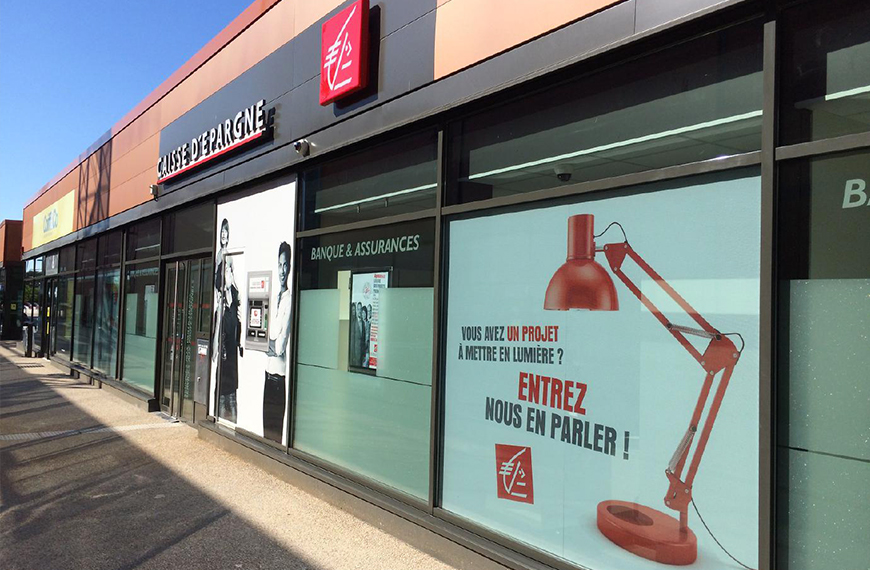 CAISSE D'EPARGNE
BANQUE & ASSURANCES
VOUS AVEZ UN PROJET
À METTRE EN LUMIÈRE ?
ENTREZ
NOUS EN PARLER !